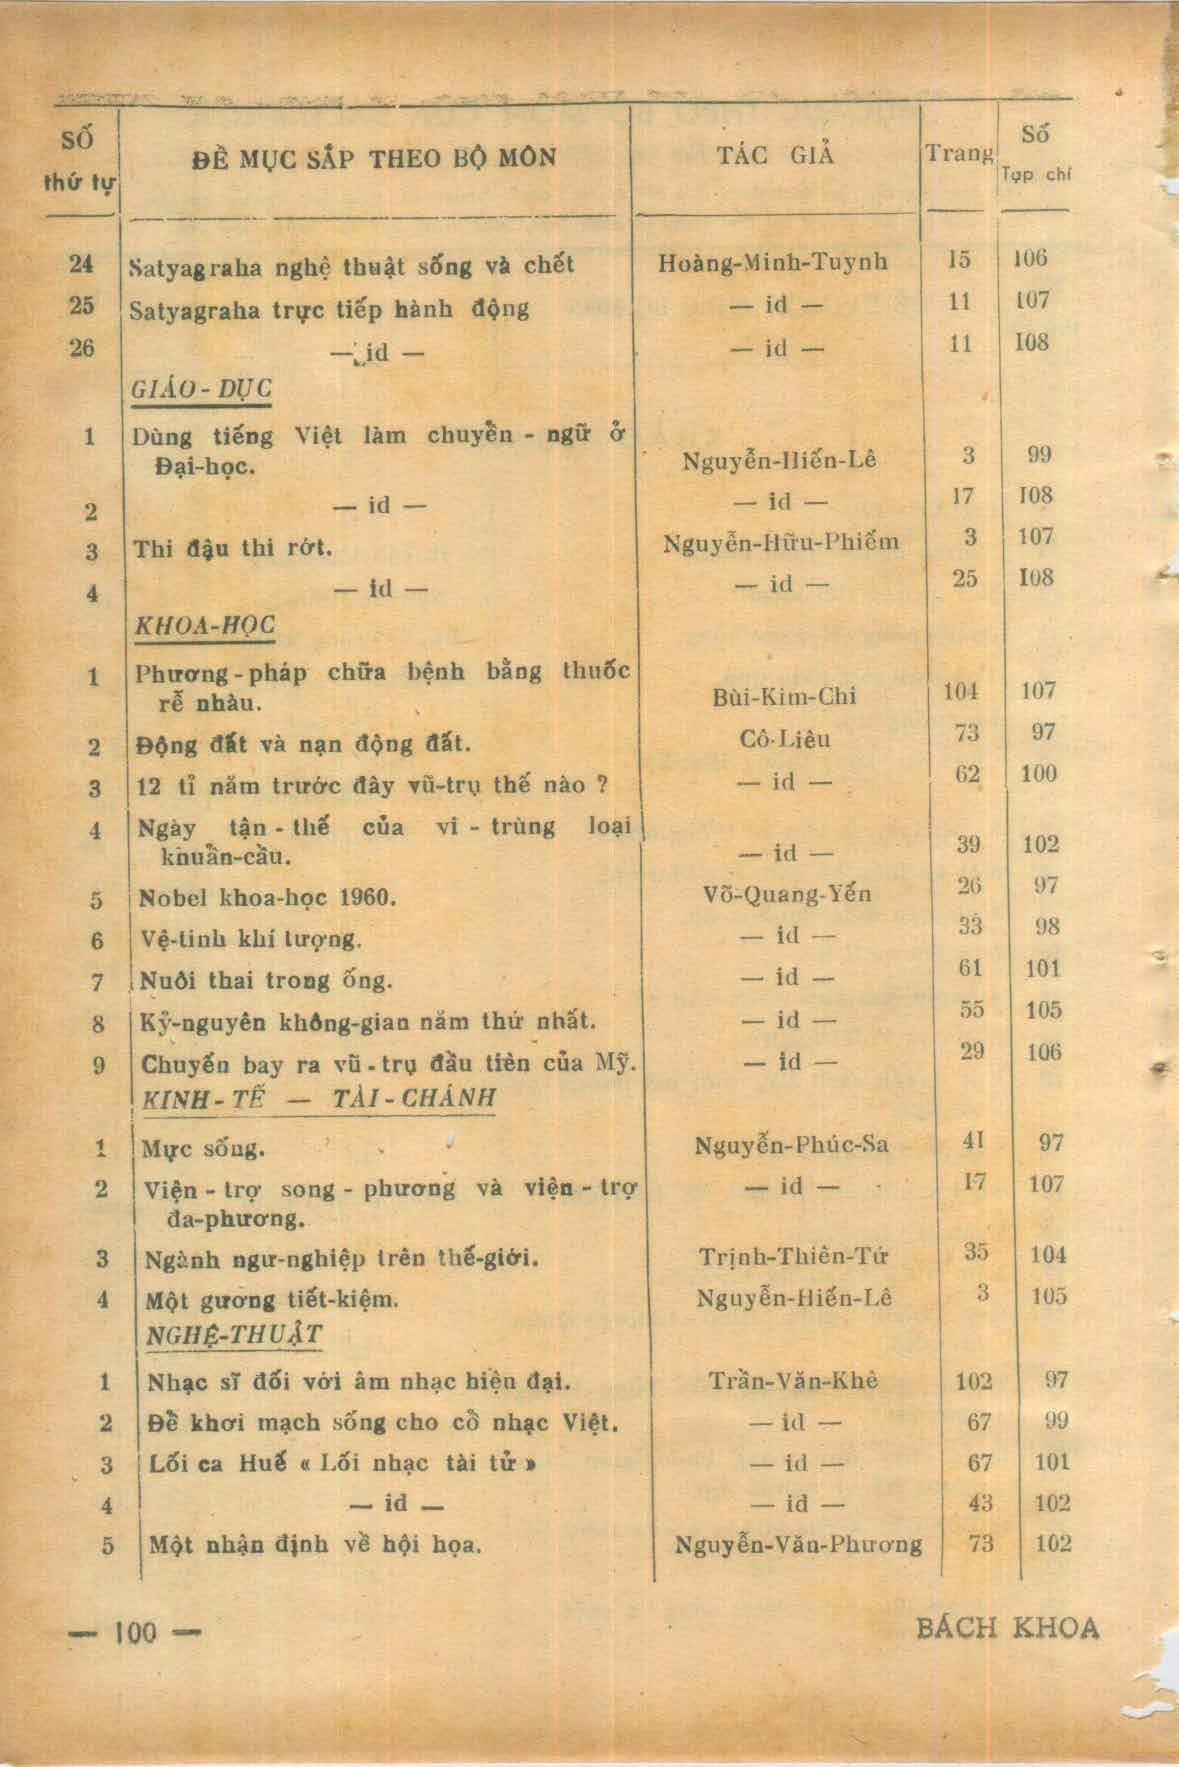 SỐ thứ tự | ĐỀ MỤC SẮP THEO BỘ MÔN | TÁC GIẢ | Trang | Số Tạp chí
24 Satyagraha nghệ thuật sống và chết Hoàng-Minh-Tuynh 15 106
25 Satyagraha trực tiếp hành động — id — 11 107
26 — id — — id — 11 108
GIÁO-DỤC
1 Dùng tiếng Việt làm chuyển-ngữ ở
Đại-học. Nguyễn-Hiến-Lê 3 99
2 — id — — id — 17 108
3 Thi đậu thi rớt. Nguyễn-Hữu-Phiếm 3 107
4 — id — — id — 25 108
KHOA-HỌC
1 Phương-pháp chữa bệnh bằng thuốc
rễ nhàu. Bùi-Kim-Chi 104 107
2 Động đất và nạn động đất. Cô-Liêu 73 97
3 12 tỉ năm trước đây vũ-trụ thế nào ? — id — 62 100
4 Ngày tận-thế của vi-trùng loại
khuẩn-cầu. — id — 39 102
5 Nobel khoa-học 1960. Võ-Quang-Yến 26 97
6 Vệ-tinh khí tượng. — id — 33 98
7 Nuôi thai trong ống. — id — 61 101
8 Kỷ-nguyên không-gian năm thứ nhất. — id — 55 105
9 Chuyến bay ra vũ-trụ đầu tiên của Mỹ. — id — 29 106
KINH-TẾ — TÀI-CHÁNH
1 Mực sống. Nguyễn-Phúc-Sa 41 97
2 Viện-trợ song-phương và viện-trợ
đa-phương. — id — 17 107
3 Ngành ngư-nghiệp trên thế-giới. Trịnh-Thiên-Tứ 35 104
4 Một gương tiết-kiệm. Nguyễn-Hiến-Lê 3 105
NGHỆ-THUẬT
1 Nhạc sĩ đối với âm nhạc hiện đại. Trần-Văn-Khê 102 97
2 Để khơi mạch sống cho cổ nhạc Việt. — id — 67 99
3 Lối ca Huế « Lối nhạc tài tử » — id — 67 101
4 — id — — id — 43 102
5 Một nhận định về hội họa. Nguyễn-Văn-Phương 73 102
— 100 — BÁCH KHOA